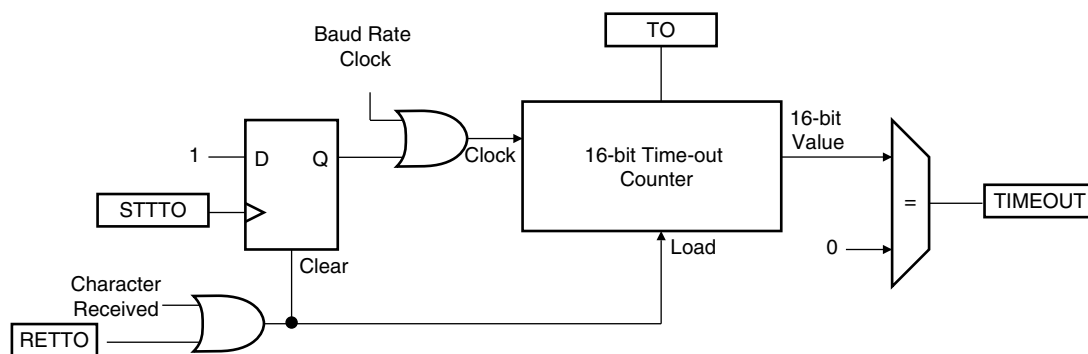 TO
Baud Rate
Clock
16-bit
Value
1
D
Q
Clock
16-bit Time-out
Counter
STTTO
=
TIMEOUT
Clear
Load
0
Character
Received
RETTO